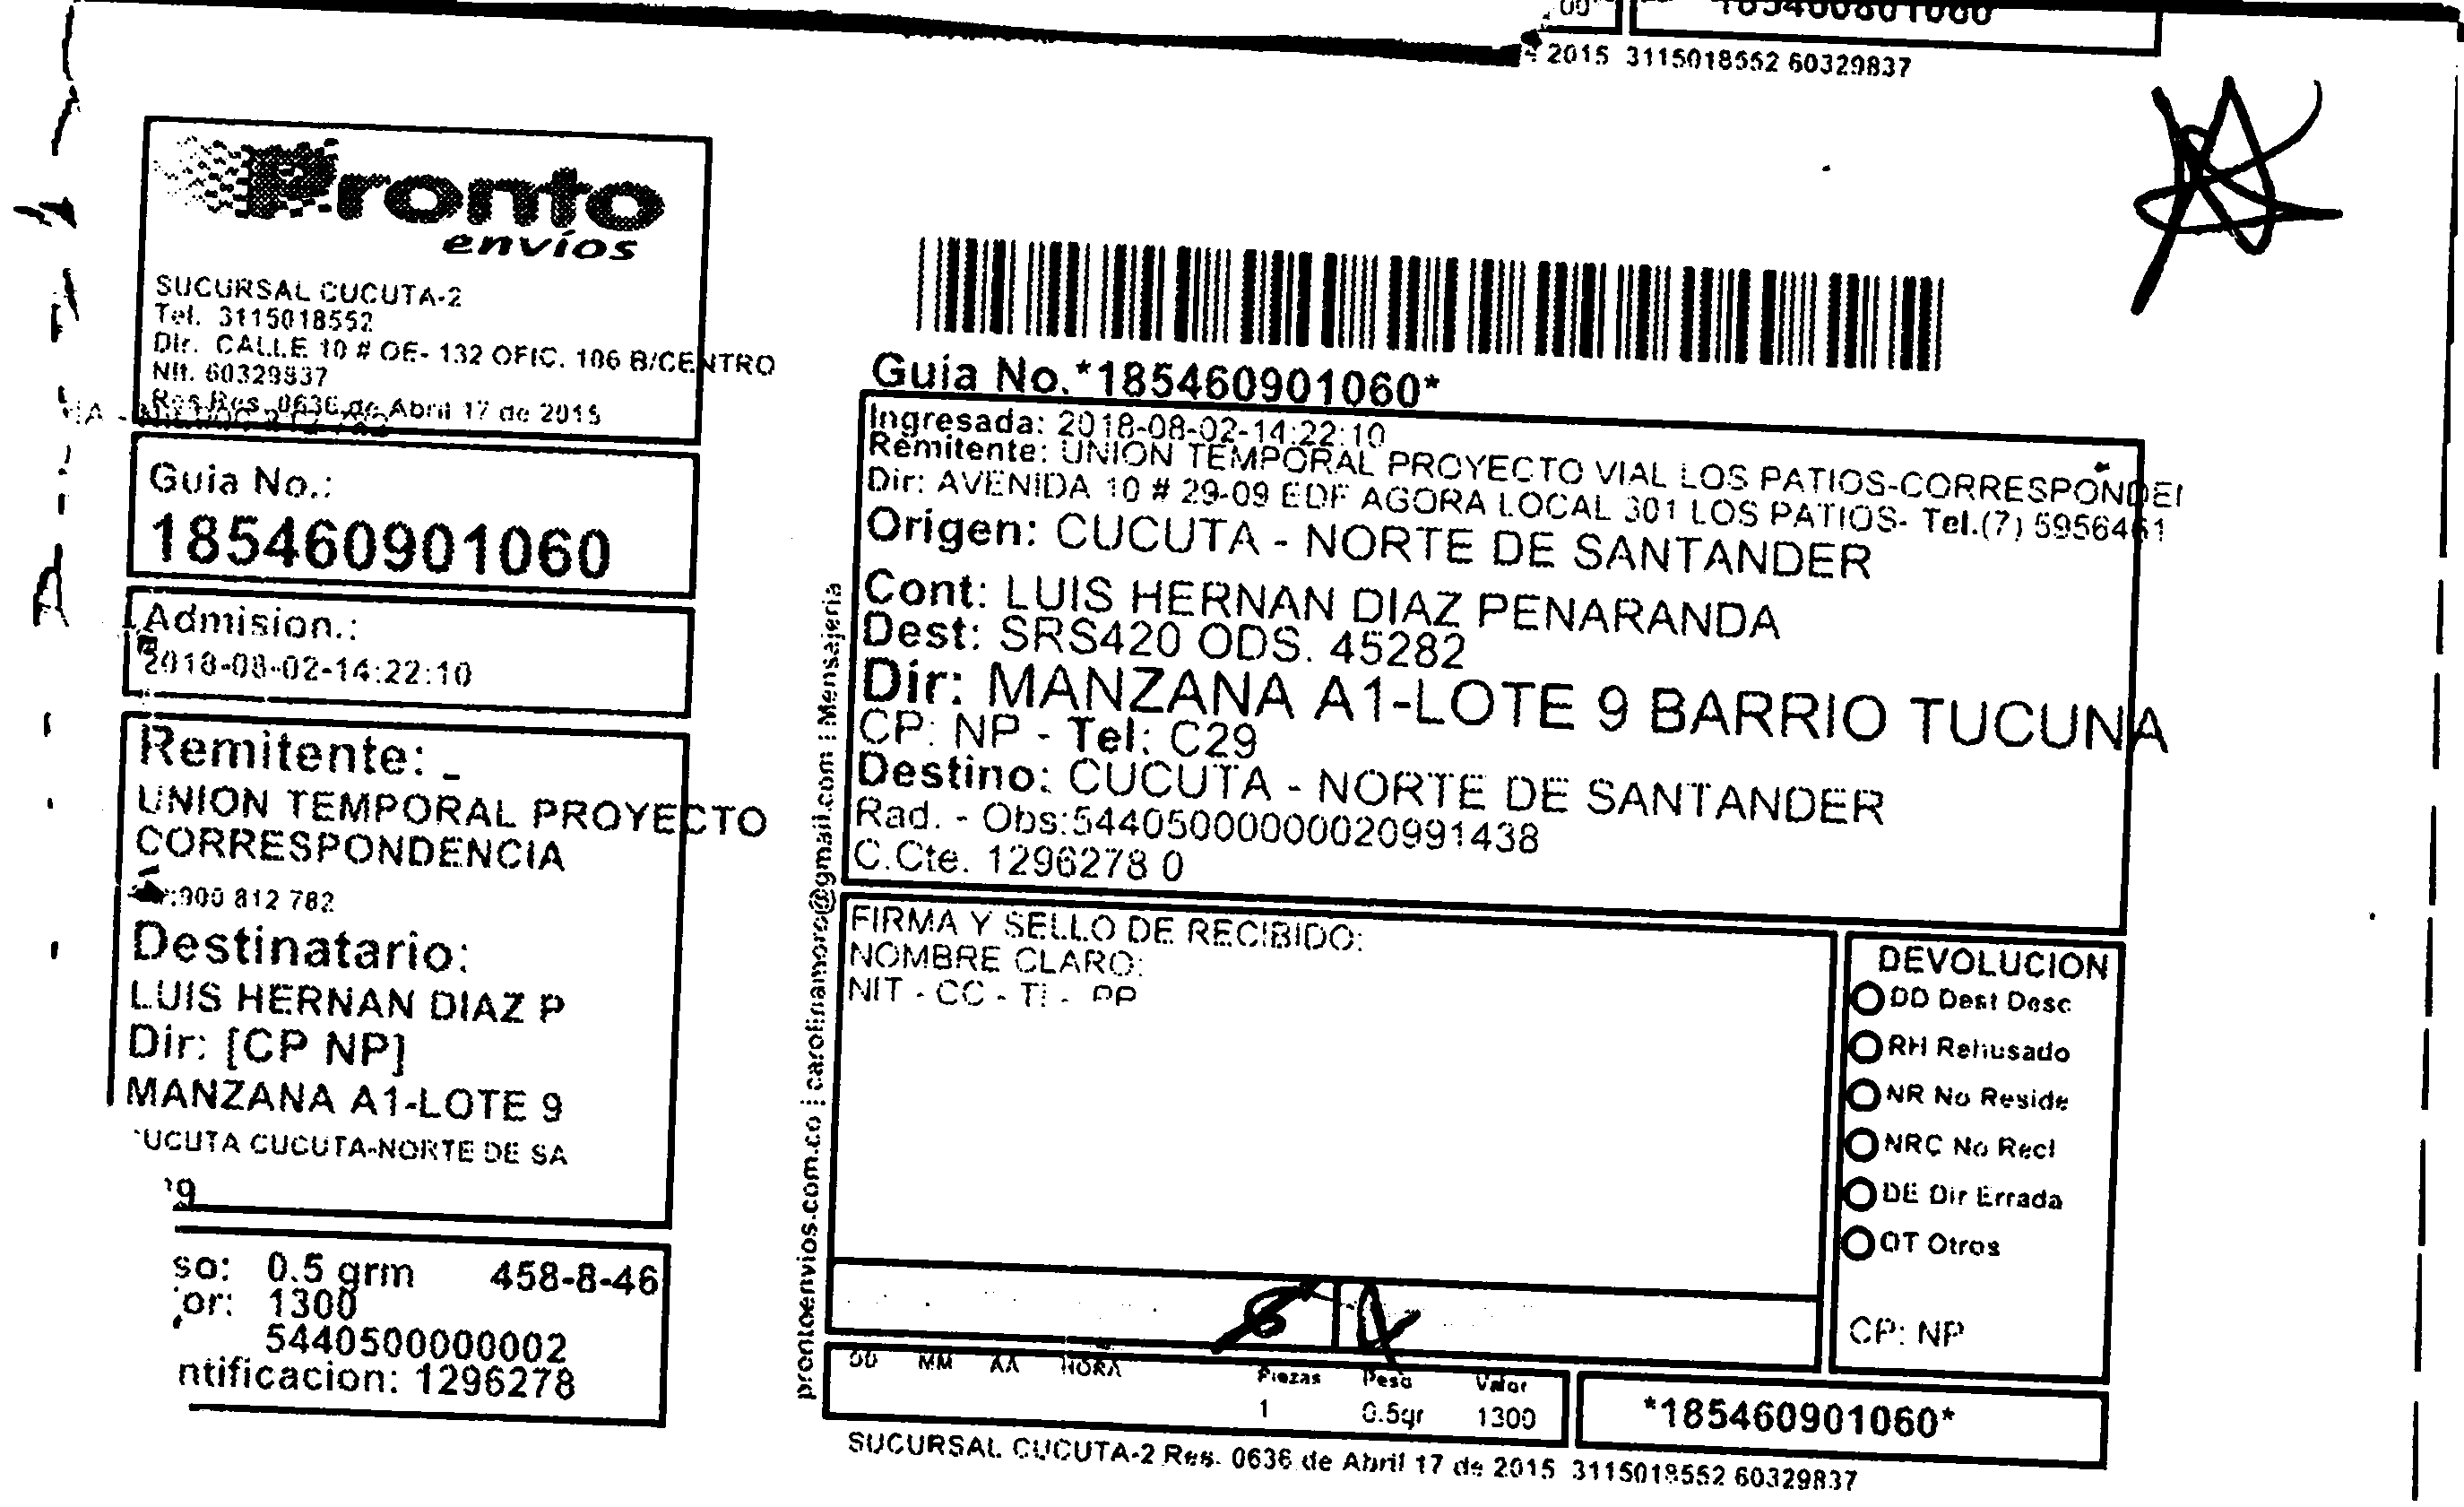 2015 3115018552 60329837
Pronto
envíos
SUCURSAL CUCUTA-2
Tel. 3115018552
Dir. CALLE 10 # OE- 132 OFIC. 106 B/CENTRO
Nit. 60329837
Res. 0636 de Abril 17 de 2015
Guia No.:
185460901060
Admision.:
2018-08-02-14:22:10
Remitente:
UNION TEMPORAL PROYECTO
CORRESPONDENCIA
:900 812 782
Destinatario:
LUIS HERNAN DIAZ P
Dir: [CP NP]
MANZANA A1-LOTE 9
UCUTA CUCUTA-NORTE DE SA
so: 0.5 grm 458-8-46
or: 1300
5440500000002
ntificacion: 1296278
prontoenvios.com.co | carolinamoro@gmail.com | Mensajeria
Guia No.*185460901060*
Ingresada: 2018-08-02-14:22:10
Remitente: UNION TEMPORAL PROYECTO VIAL LOS PATIOS-CORRESPONDEI
Dir: AVENIDA 10 # 29-09 EDF AGORA LOCAL 301 LOS PATIOS- Tel.(7) 5956461
Origen: CUCUTA - NORTE DE SANTANDER
Cont: LUIS HERNAN DIAZ PENARANDA
Dest: SRS420 ODS. 45282
Dir: MANZANA A1-LOTE 9 BARRIO TUCUNA
CP: NP - Tel: C29
Destino: CUCUTA - NORTE DE SANTANDER
Rad. - Obs:54405000000020991438
C.Cte. 1296278 0
FIRMA Y SELLO DE RECIBIDO:
NOMBRE CLARO:
NIT - CC - TI - PP
DEVOLUCION
DD Dest Desc
RH Rehusado
NR No Reside
NRC No Recl
DE Dir Errada
OT Otros
CP: NP
DD MM AA HORA Piezas Peso Valor
1 0.5gr 1300
*185460901060*
SUCURSAL CUCUTA-2 Res. 0636 de Abril 17 de 2015 3115018552 60329837